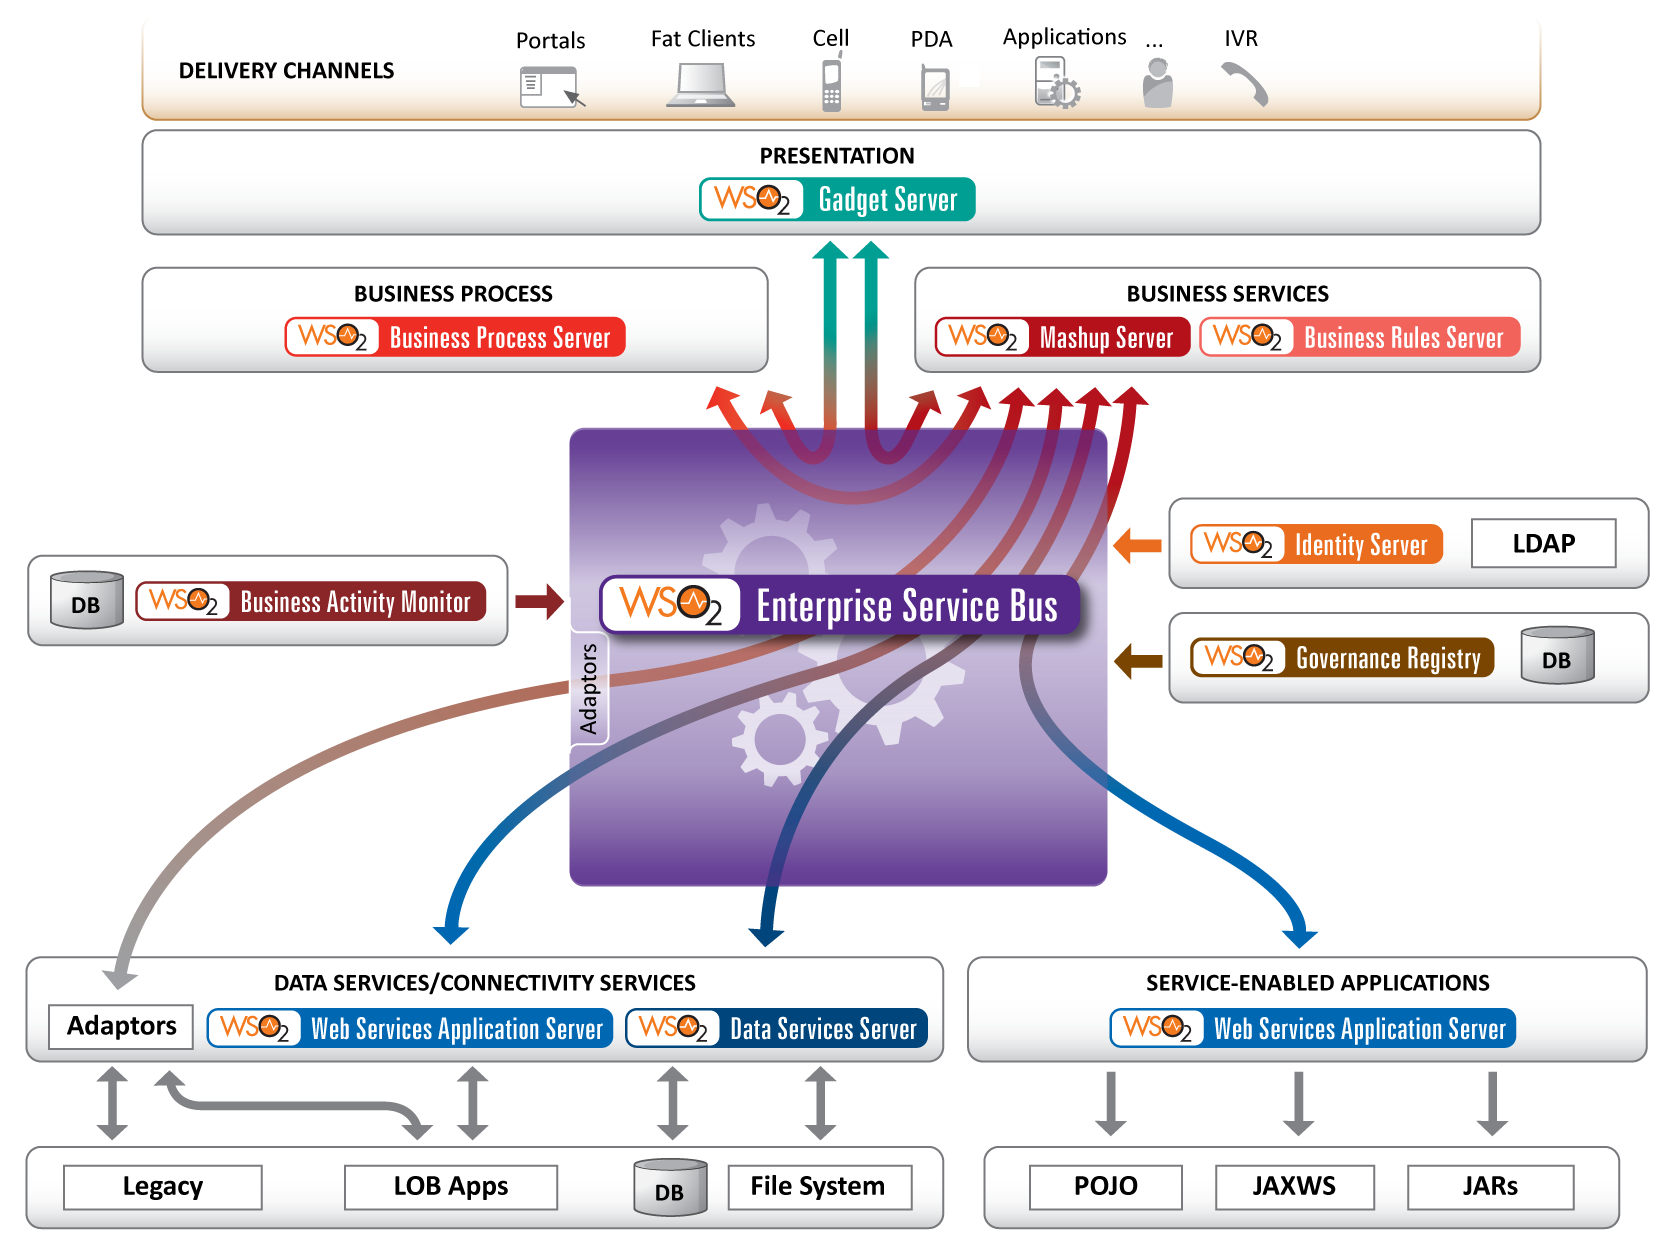 Portals
Fat Clients
Cell
PDA
Applications
...
IVR
DELIVERY CHANNELS
PRESENTATION
WSO2 Gadget Server
BUSINESS PROCESS
WSO2 Business Process Server
BUSINESS SERVICES
WSO2 Mashup Server
WSO2 Business Rules Server
WSO2 Identity Server
LDAP
DB
WSO2 Business Activity Monitor
WSO2 Enterprise Service Bus
Adaptors
WSO2 Governance Registry
DB
DATA SERVICES/CONNECTIVITY SERVICES
Adaptors
WSO2 Web Services Application Server
WSO2 Data Services Server
SERVICE-ENABLED APPLICATIONS
WSO2 Web Services Application Server
Legacy
LOB Apps
DB
File System
POJO
JAXWS
JARs